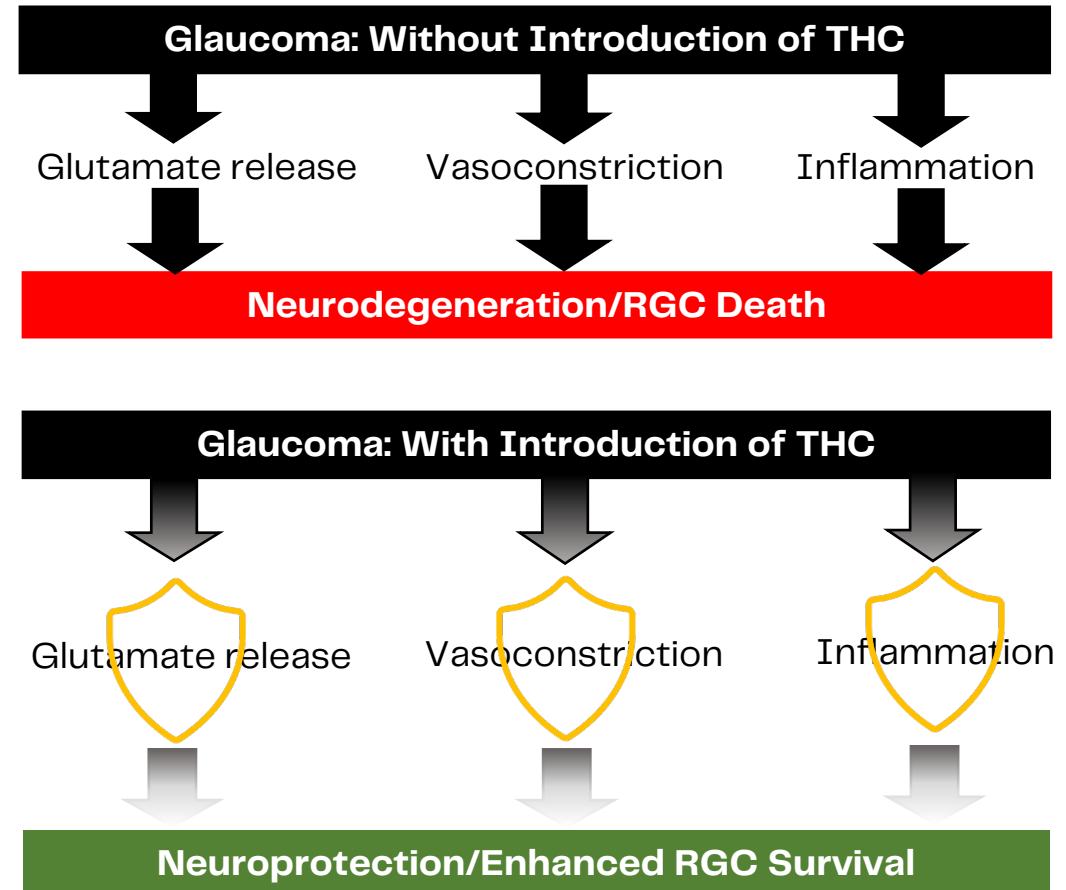 Glaucoma: Without Introduction of THC
Glutamate release
Vasoconstriction
Inflammation
Neurodegeneration/RGC Death
Glaucoma: With Introduction of THC
Glutamate release
Vasoconstriction
Inflammation
Neuroprotection/Enhanced RGC Survival